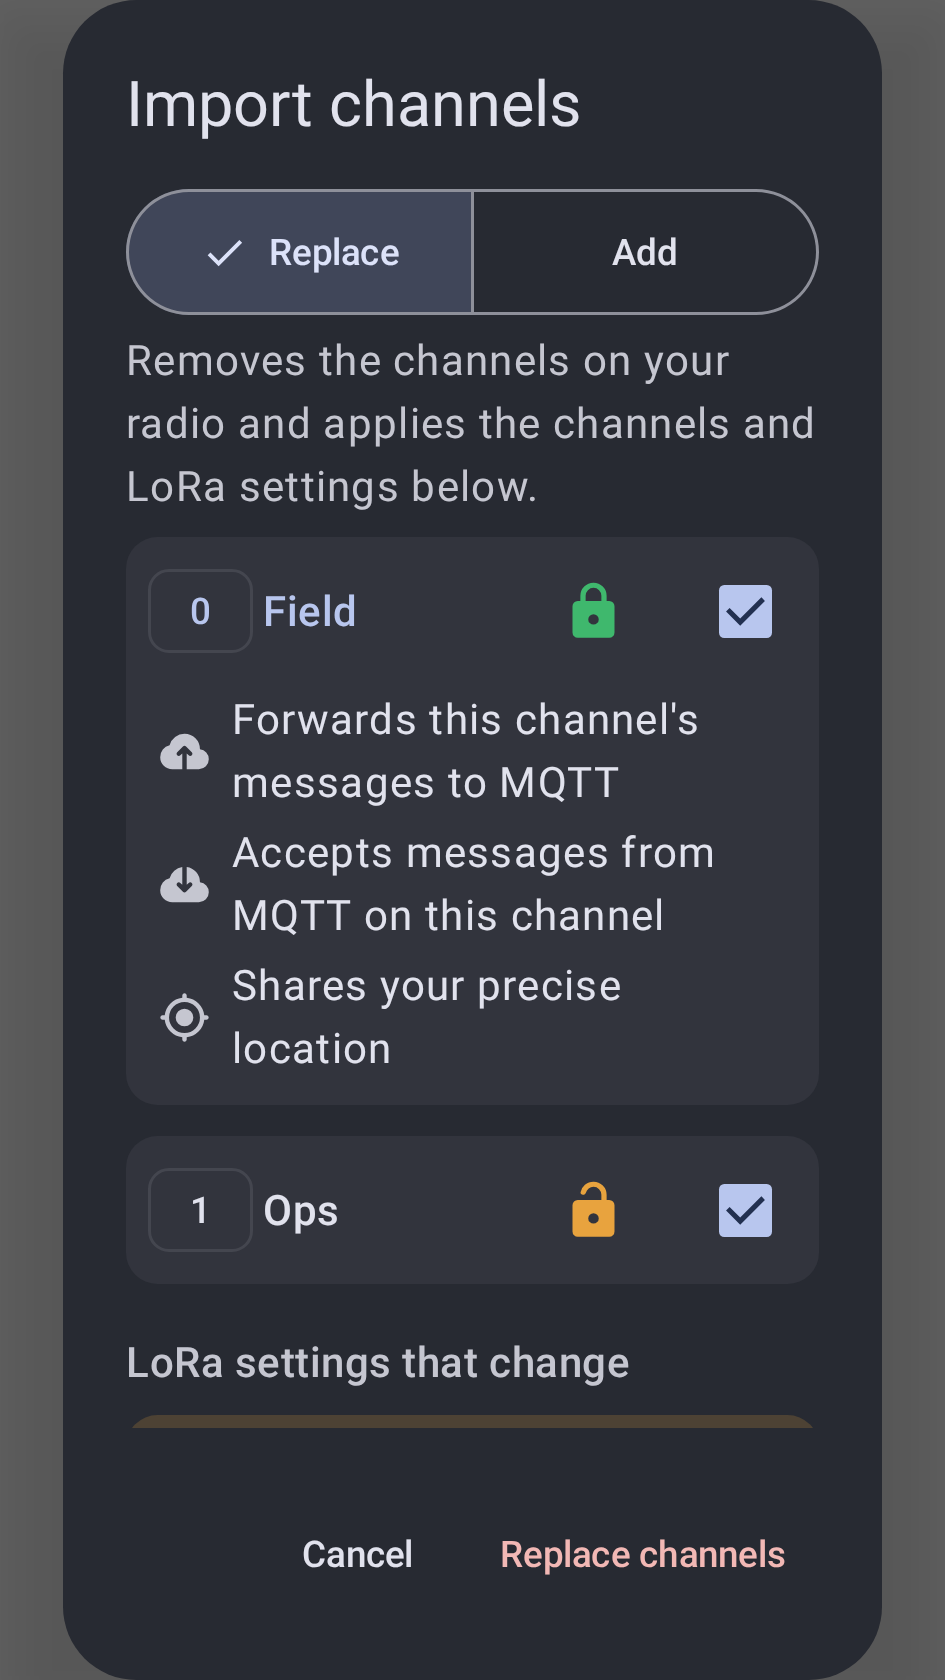 Import channels
Replace
Add
Removes the channels on your
radio and applies the channels and
LoRa settings below.
0
Field
Forwards this channel's
messages to MQTT
Accepts messages from
MQTT on this channel
Shares your precise
location
1
Ops
LoRa settings that change
Cancel
Replace channels